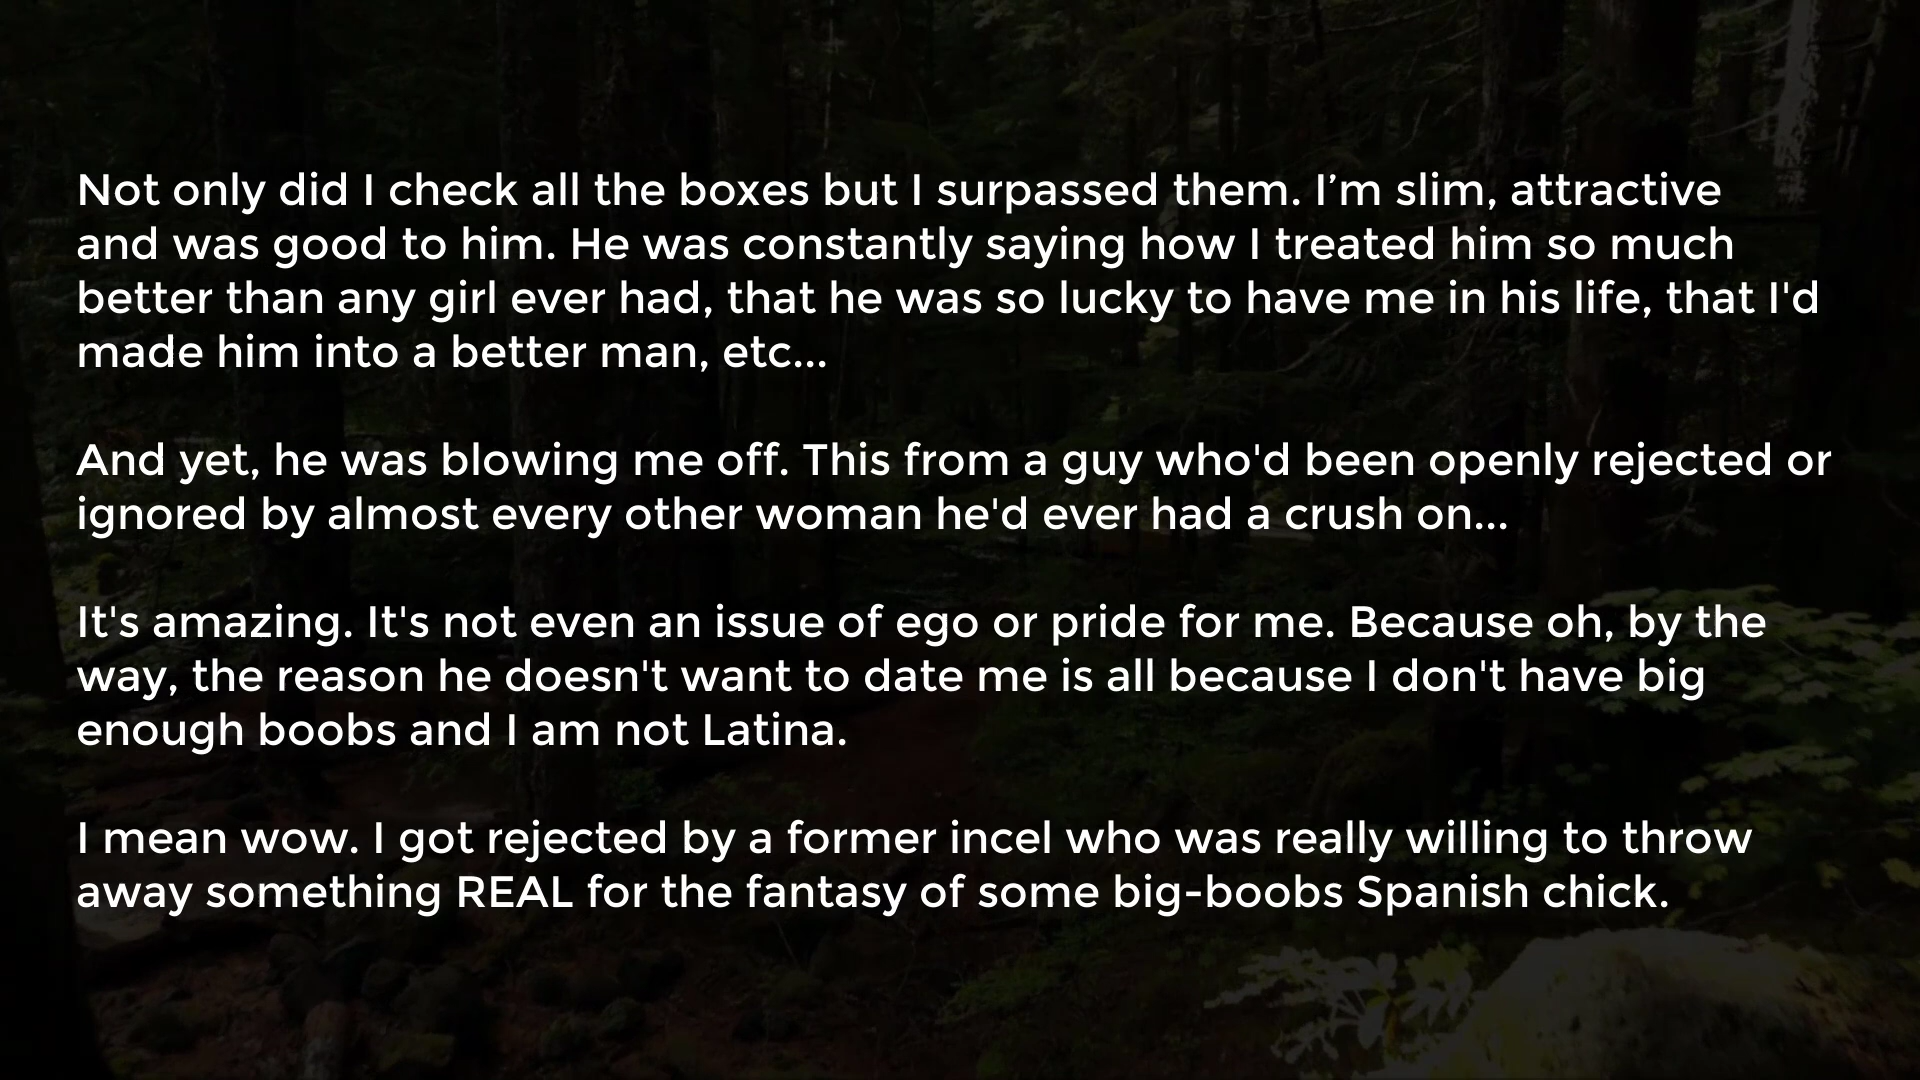 Not only did I check all the boxes but I surpassed them. I’m slim, attractive
and was good to him. He was constantly saying how I treated him so much
better than any girl ever had, that he was so lucky to have me in his life, that I'd
made him into a better man, etc...
And yet, he was blowing me off. This from a guy who'd been openly rejected or
ignored by almost every other woman he'd ever had a crush on...
It's amazing. It's not even an issue of ego or pride for me. Because oh, by the
way, the reason he doesn't want to date me is all because I don't have big
enough boobs and I am not Latina.
I mean wow. I got rejected by a former incel who was really willing to throw
away something REAL for the fantasy of some big-boobs Spanish chick.